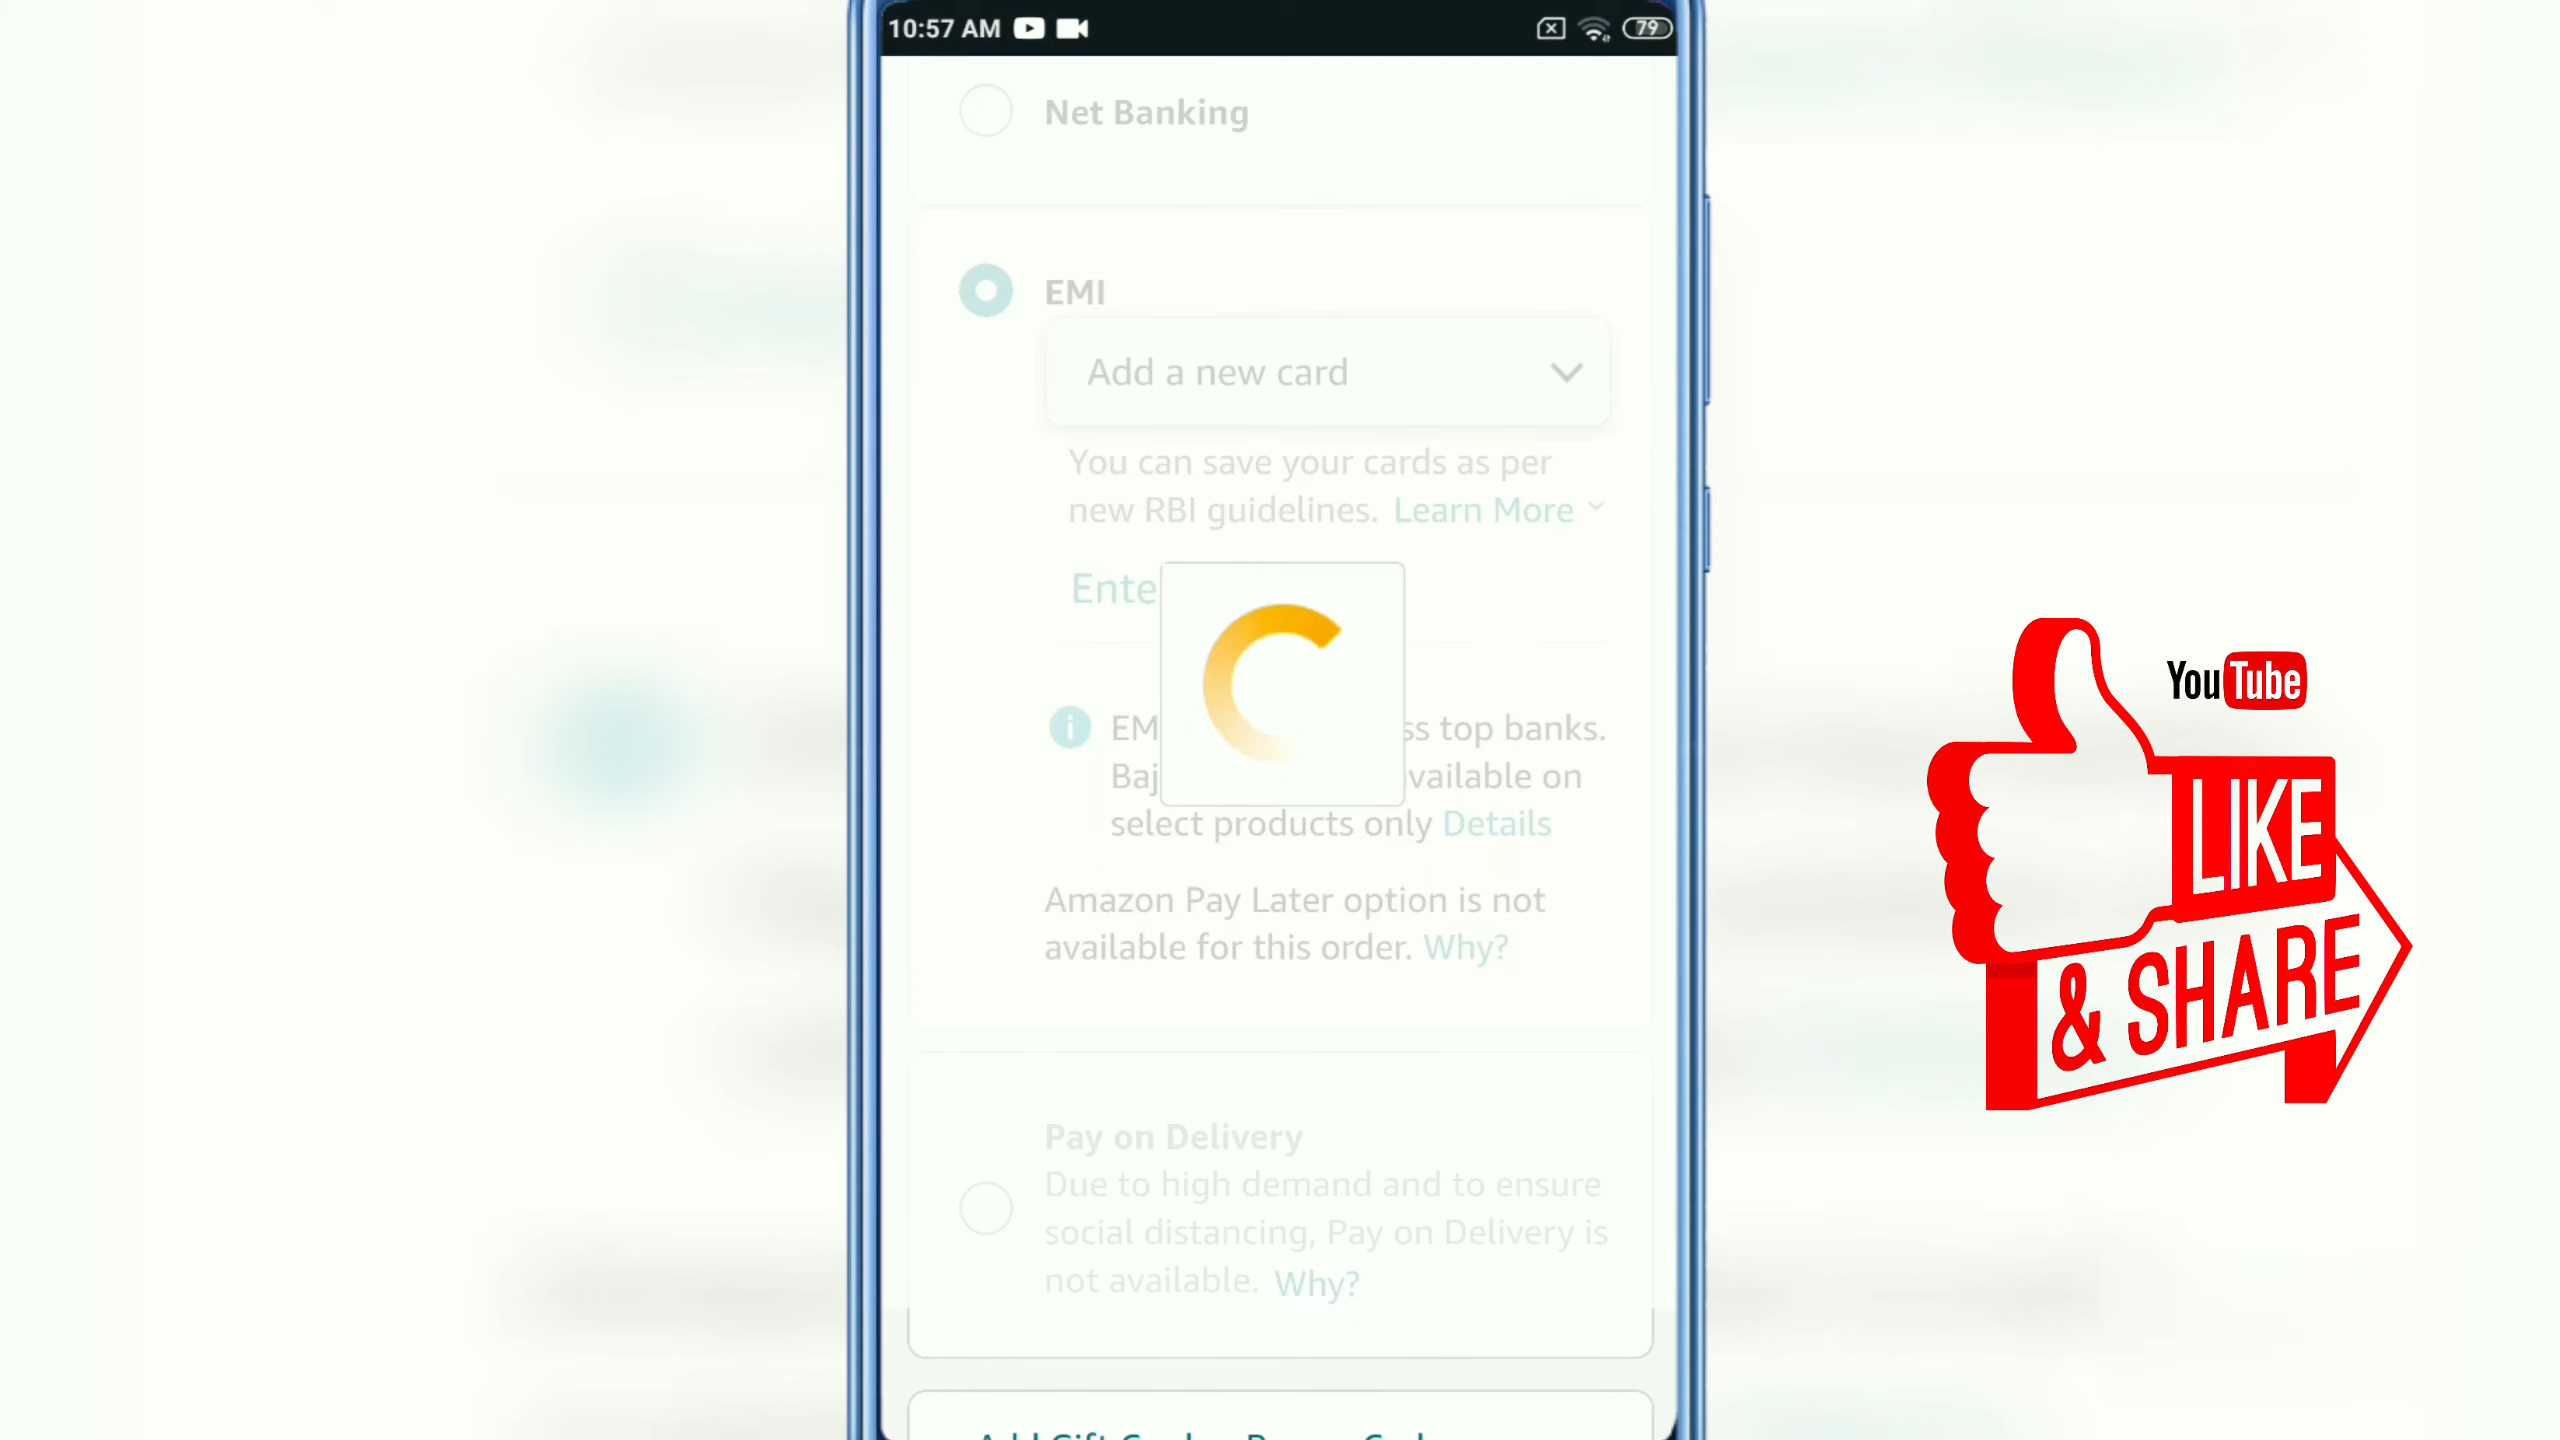 10:57 AM
79
Net Banking
EMI
Add a new card
You can save your cards as per
new RBI guidelines. Learn More
Ente
EM ss top banks.
Baj vailable on
select products only Details
Amazon Pay Later option is not
available for this order. Why?
Pay on Delivery
Due to high demand and to ensure
social distancing, Pay on Delivery is
not available. Why?
YouTube
LIKE
& SHARE